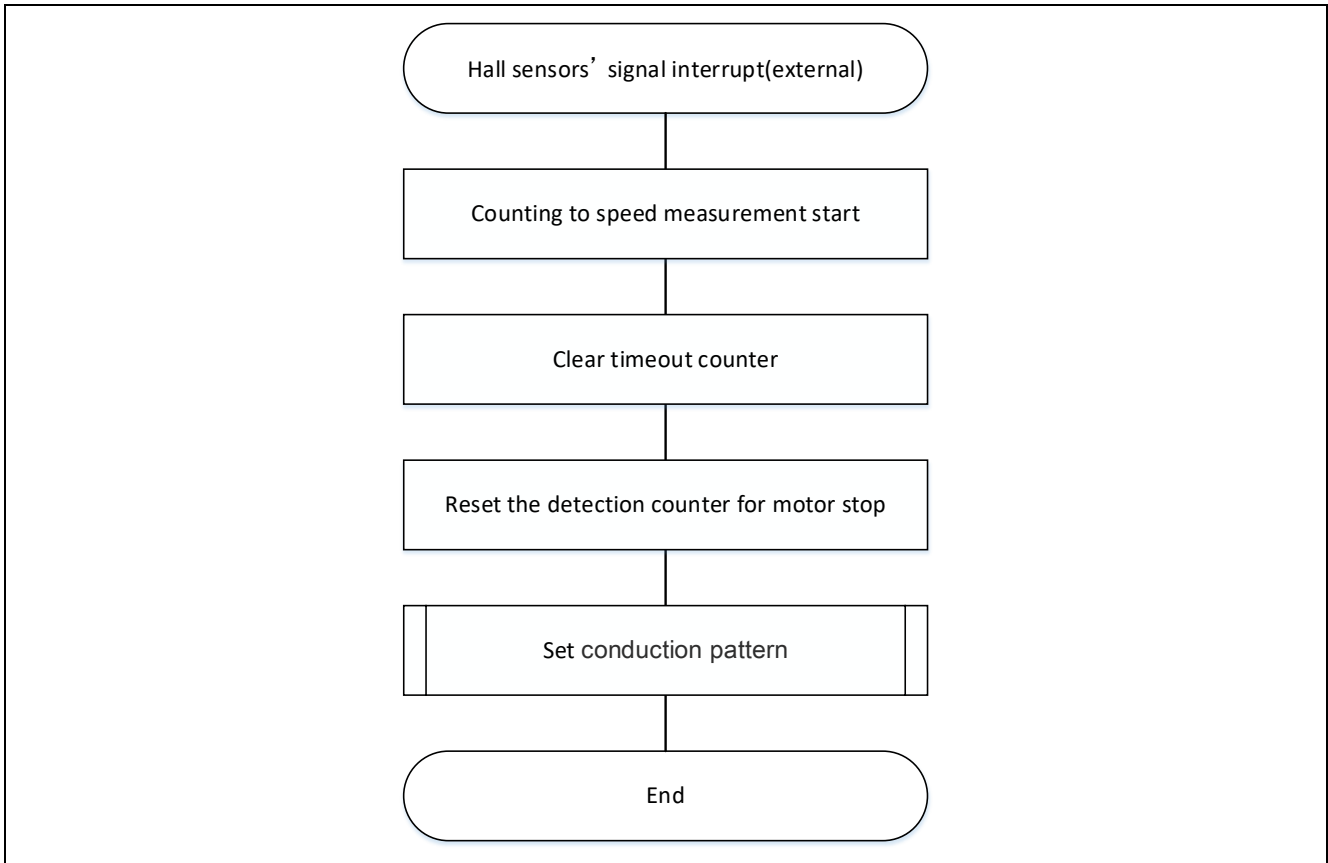 Hall sensors’ signal interrupt(external)
Counting to speed measurement start
Clear timeout counter
Reset the detection counter for motor stop
Set conduction pattern
End